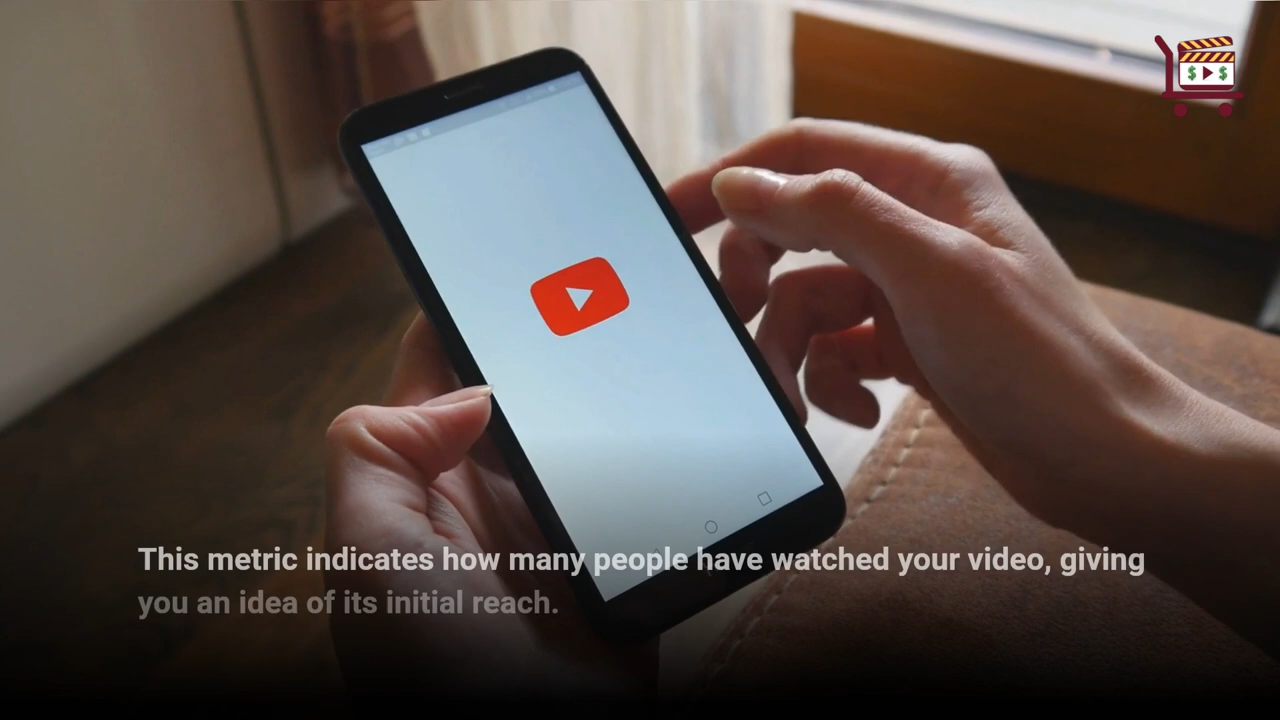 $ $
This metric indicates how many people have watched your video, giving
you an idea of its initial reach.